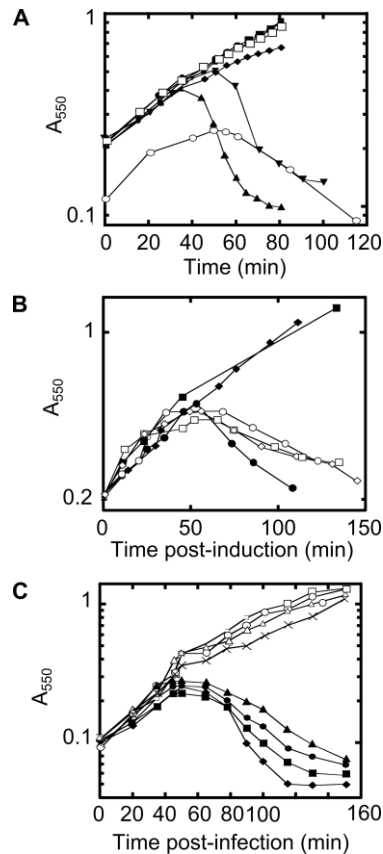 A
1
A550
0.1
0 20 40 60 80 100 120
Time (min)
B
1
A550
0.2
0 50 100 150
Time post-induction (min)
C
1
A550
0.1
0 20 40 60 80 100 160
Time post-infection (min)